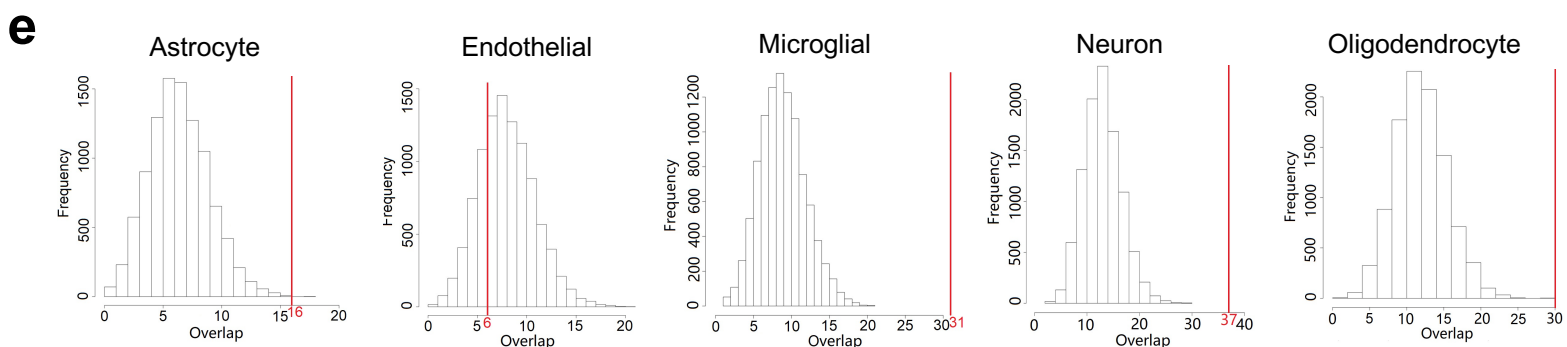 e
Astrocyte
Frequency
0 500 1000 1500
0 5 10 15 16 20
Overlap
Endothelial
Frequency
0 500 1000 1500
0 5 6 10 15 20
Overlap
Microglial
Frequency
0 200 400 600 800 1000 1200
0 5 10 15 20 25 30 31
Overlap
Neuron
Frequency
0 500 1000 1500 2000
0 10 20 30 37 40
Overlap
Oligodendrocyte
Frequency
0 500 1000 1500 2000
0 5 10 15 20 25 30
Overlap